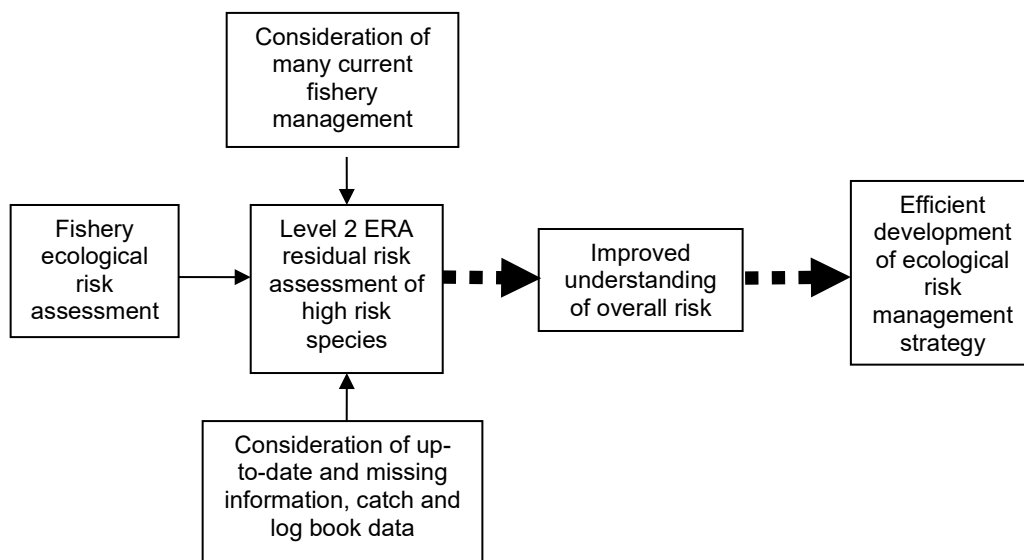 Consideration of
many current
fishery
management
Fishery
ecological
risk
assessment
Level 2 ERA
residual risk
assessment of
high risk
species
Improved
understanding
of overall risk
Efficient
development
of ecological
risk
management
strategy
Consideration of up-
to-date and missing
information, catch and
log book data